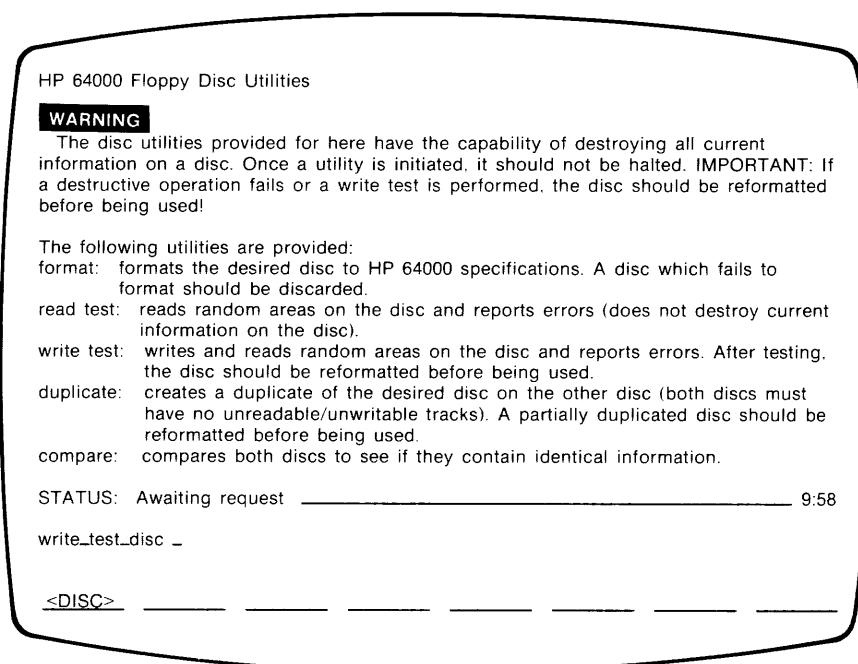 HP 64000 Floppy Disc Utilities
WARNING
The disc utilities provided for here have the capability of destroying all current
information on a disc. Once a utility is initiated, it should not be halted. IMPORTANT: If
a destructive operation fails or a write test is performed, the disc should be reformatted
before being used!
The following utilities are provided:
format: formats the desired disc to HP 64000 specifications. A disc which fails to
format should be discarded.
read test: reads random areas on the disc and reports errors (does not destroy current
information on the disc).
write test: writes and reads random areas on the disc and reports errors. After testing,
the disc should be reformatted before being used.
duplicate: creates a duplicate of the desired disc on the other disc (both discs must
have no unreadable/unwritable tracks). A partially duplicated disc should be
reformatted before being used.
compare: compares both discs to see if they contain identical information.
STATUS: Awaiting request 9:58
write_test_disc _
<DISC>